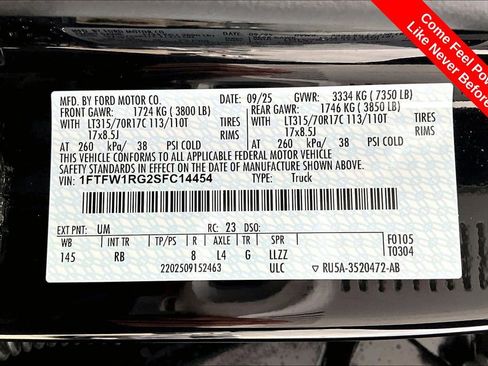 Come Feel Po
Like Never Before
MFD. BY FORD MOTOR CO. DATE: 09/25 GVWR: 3334 KG ( 7350 LB)
FRONT GAWR: 1724 KG ( 3800 LB) REAR GAWR: 1746 KG ( 3850 LB)
WITH LT315/70R17C 113/110T TIRES WITH LT315/70R17C 113/110T TIRES
17x8.5J RIMS 17x8.5J RIMS
AT 260 kPa/ 38 PSI COLD AT 260 kPa/ 38 PSI COLD
THIS VEHICLE CONFORMS TO ALL APPLICABLE FEDERAL MOTOR VEHICLE
SAFETY STANDARDS IN EFFECT ON THE DATE OF MANUFACTURE SHOWN ABOVE.
VIN: 1FTFW1RG2SFC14454 TYPE: Truck
EXT PNT: UM RC: 23 DSO:
WB INT TR TP/PS R AXLE TR SPR F0105
145 RB 8 L4 G LLZZ T0304
2202509152463 ULC RU5A-3520472-AB